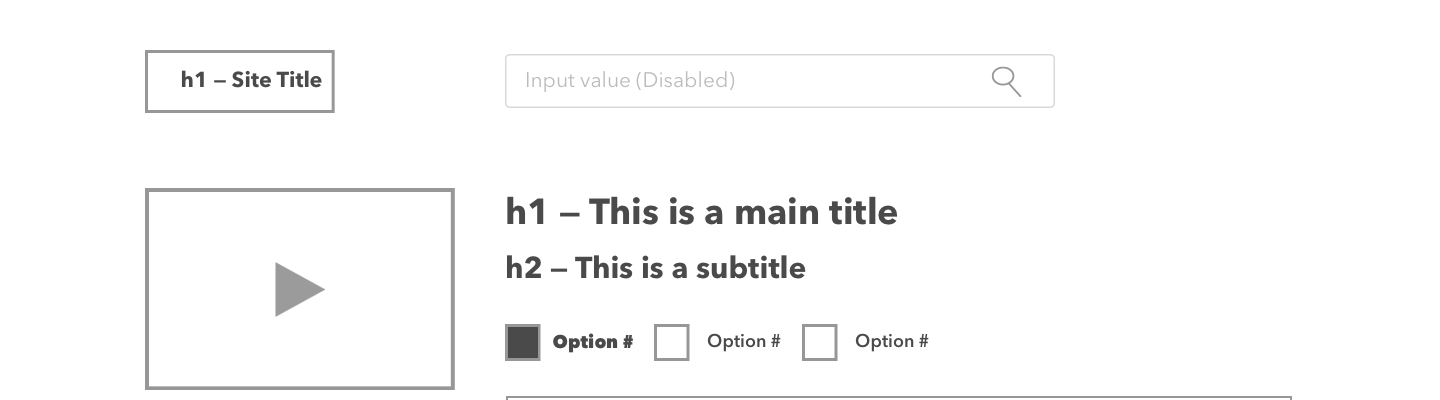 h1 – Site Title
Input value (Disabled)
h1 – This is a main title
h2 – This is a subtitle
Option # Option # Option #